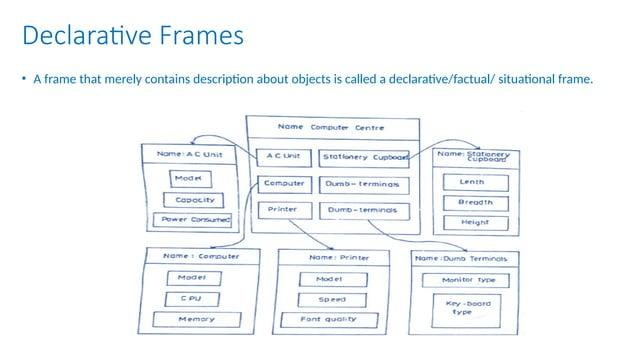 Declarative Frames
• A frame that merely contains description about objects is called a declarative/factual/ situational frame.
Name Computer Centre
A C Unit
Stationery Cupboard
Computer
Dumb-terminals
Printer
Dumb-terminals
Name: A C Unit
Model
Capacity
Power Consumed
Name: Stationery
Cupboard
Lenth
Breadth
Height
Name: Computer
Model
CPU
Memory
Name: Printer
Model
Speed
Font quality
Name: Dumb Terminals
Monitor type
Key-board
type